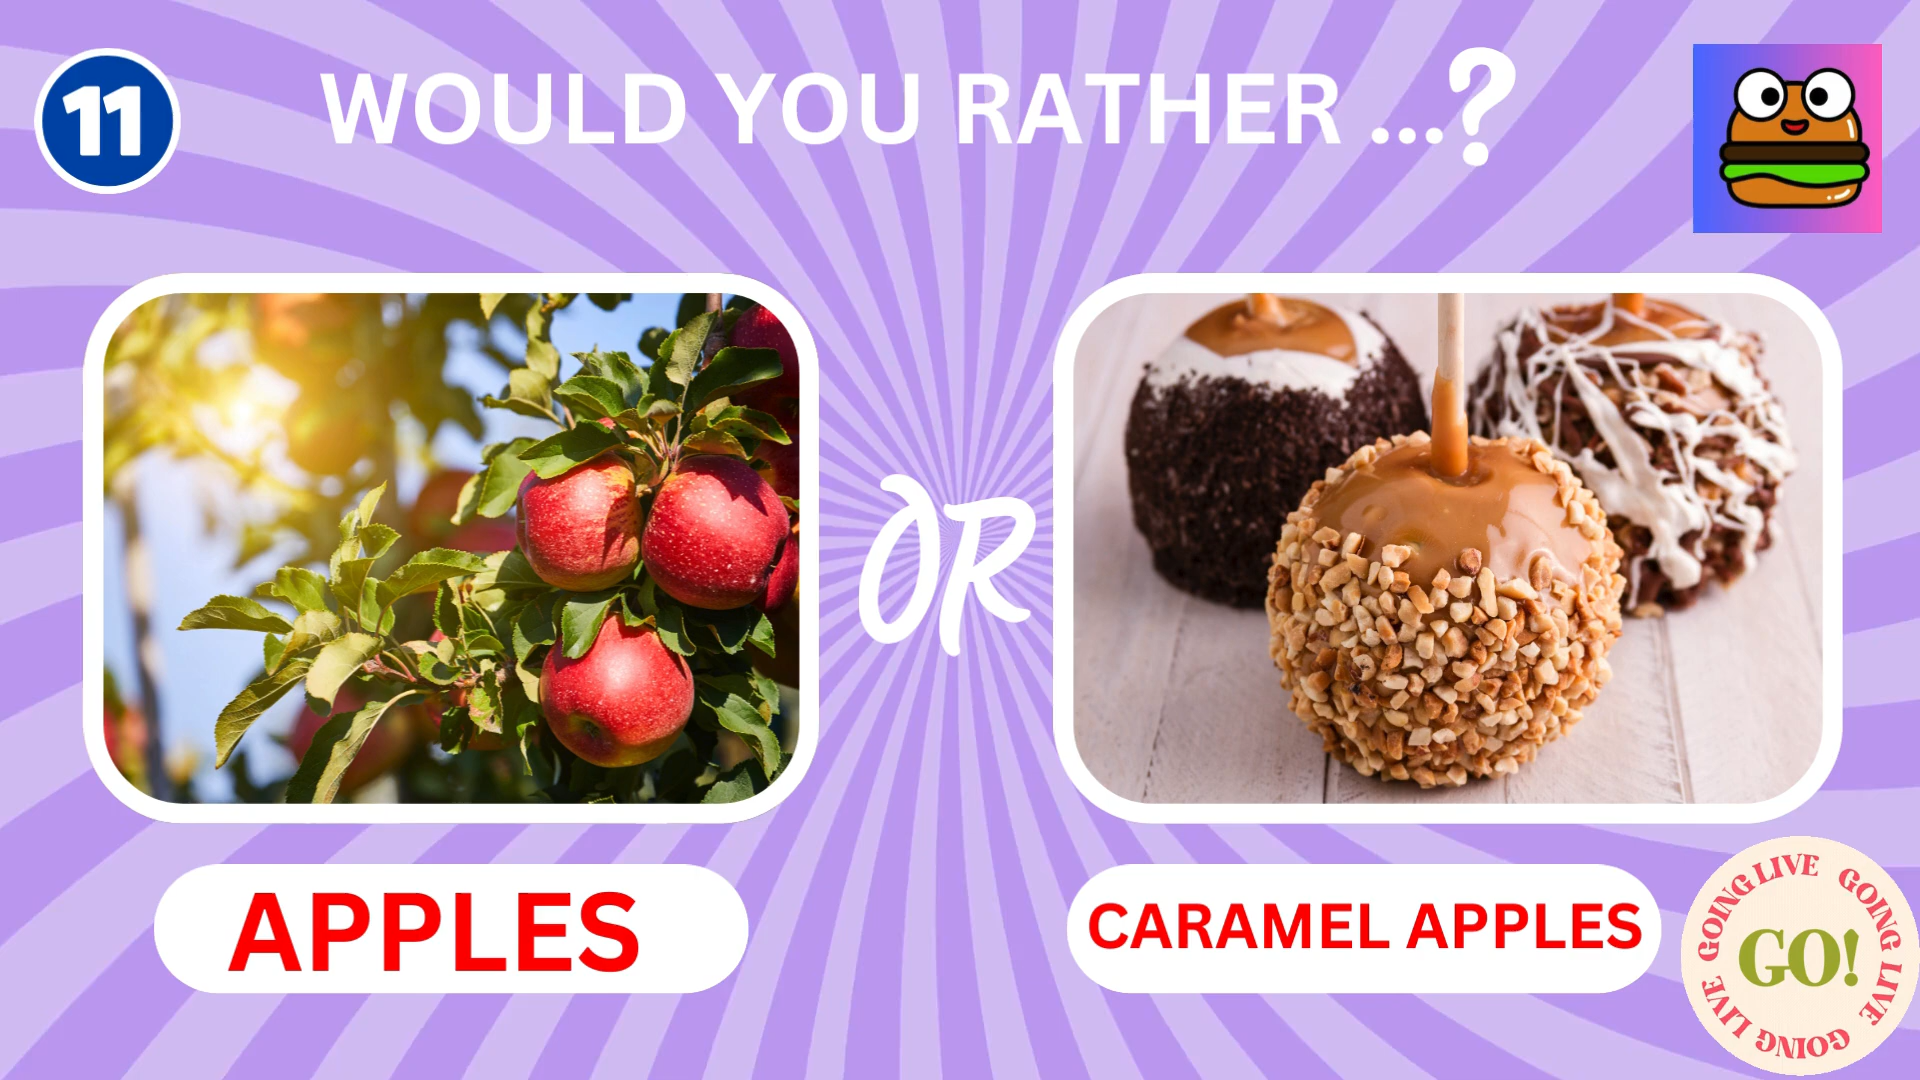 11
WOULD YOU RATHER ...?
OR
APPLES
CARAMEL APPLES
GOING LIVE GOING LIVE GOING LIVE
GO!